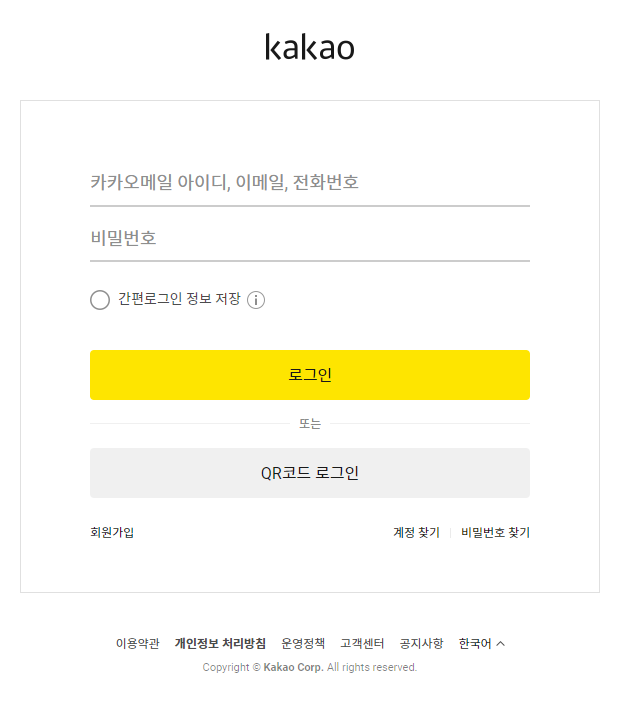 kakao
카카오메일 아이디, 이메일, 전화번호
비밀번호
간편로그인 정보 저장
로그인
또는
QR코드 로그인
회원가입 계정 찾기 비밀번호 찾기
이용약관 개인정보 처리방침 운영정책 고객센터 공지사항 한국어
Copyright © Kakao Corp. All rights reserved.